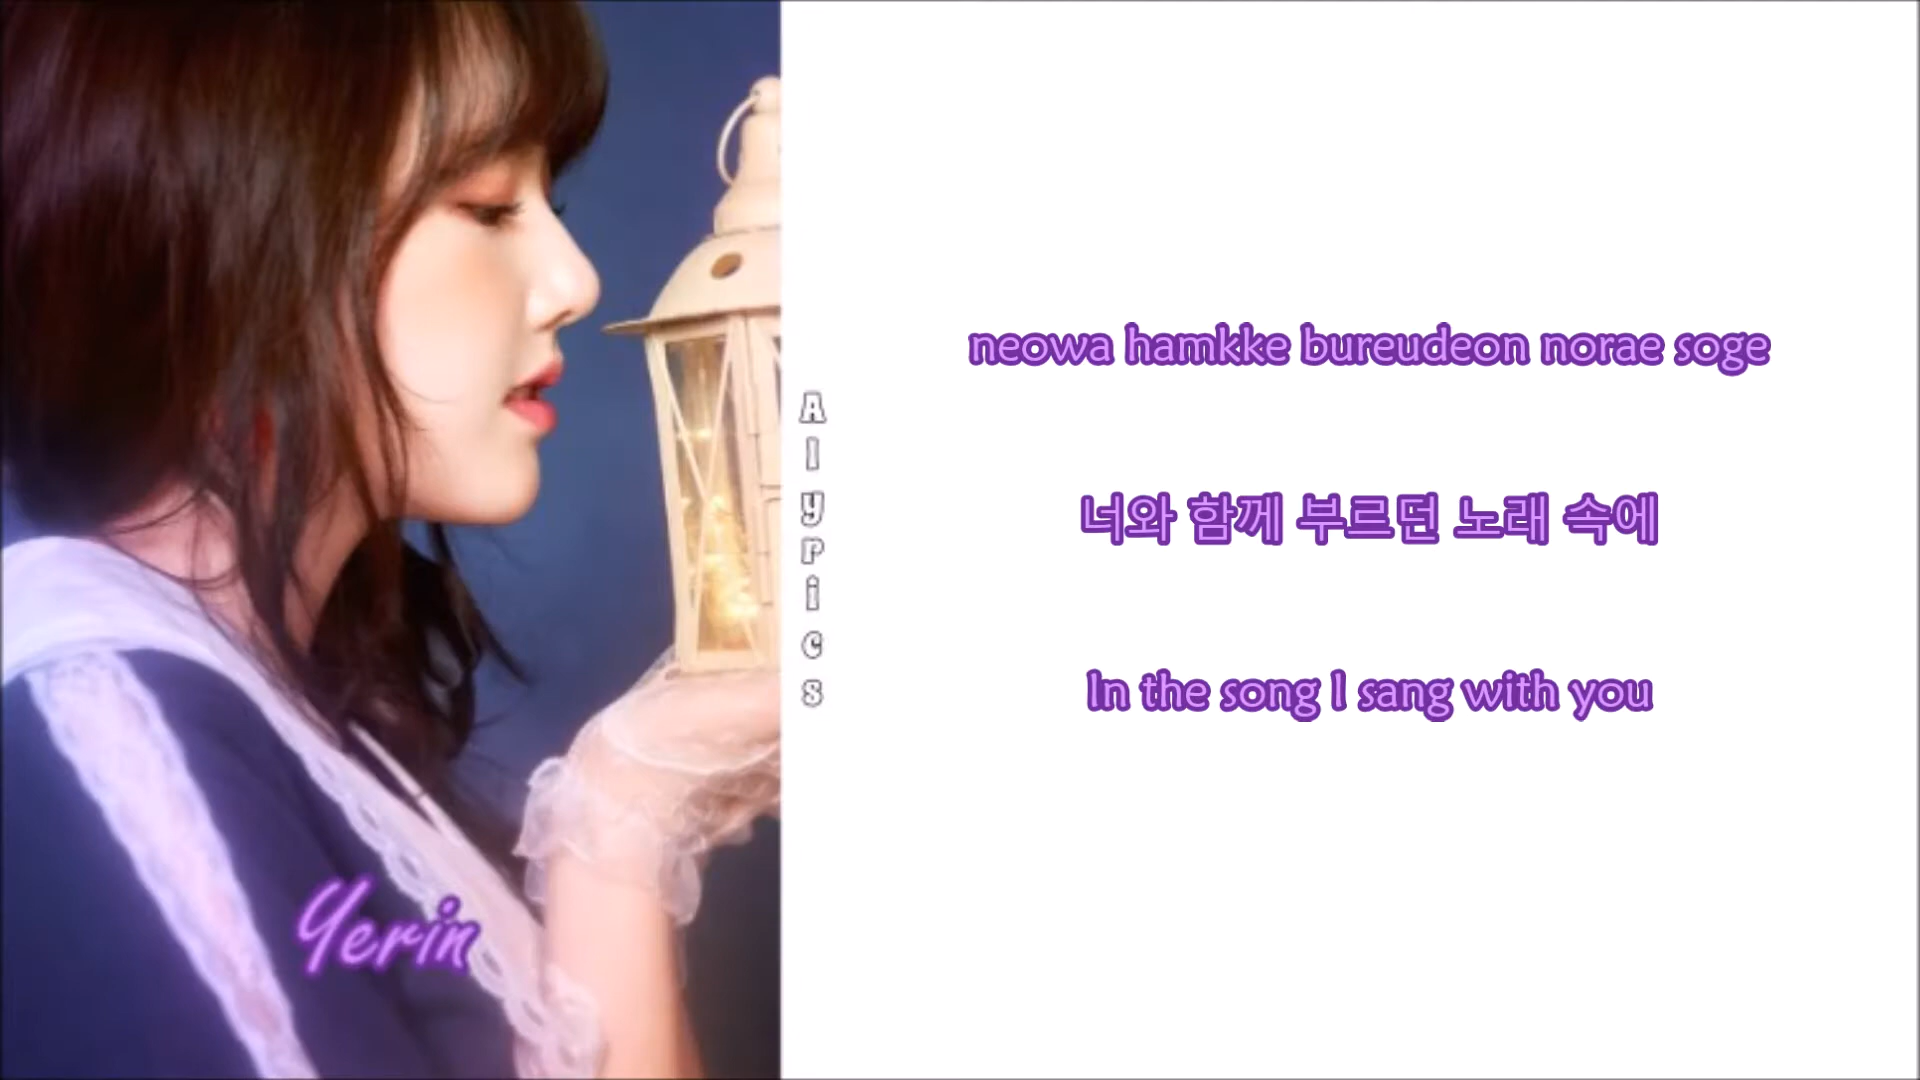 neowa hamkke bureudeon norae soge
너와 함께 부르던 노래 속에
In the song I sang with you
Alyrics
Yerin